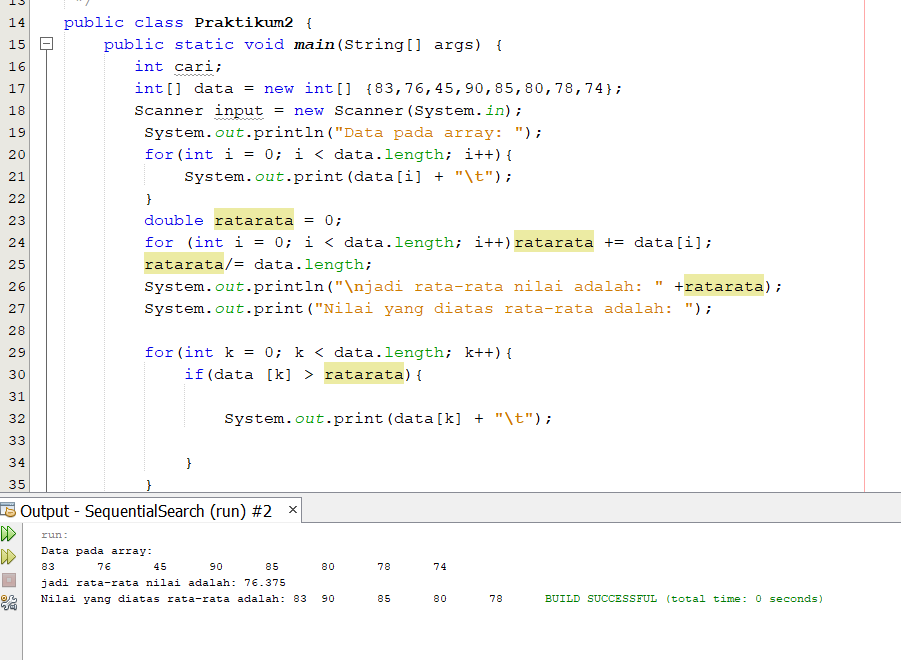 13 */
14 public class Praktikum2 {
15 public static void main(String[] args) {
16 int cari;
17 int[] data = new int[] {83,76,45,90,85,80,78,74};
18 Scanner input = new Scanner(System.in);
19 System.out.println("Data pada array: ");
20 for(int i = 0; i < data.length; i++){
21 System.out.print(data[i] + "\t");
22 }
23 double ratarata = 0;
24 for (int i = 0; i < data.length; i++)ratarata += data[i];
25 ratarata/= data.length;
26 System.out.println("\njadi rata-rata nilai adalah: " +ratarata);
27 System.out.print("Nilai yang diatas rata-rata adalah: ");
28
29 for(int k = 0; k < data.length; k++){
30 if(data [k] > ratarata){
31
32 System.out.print(data[k] + "\t");
33
34 }
35 }
Output - SequentialSearch (run) #2 ×
run:
Data pada array:
83 76 45 90 85 80 78 74
jadi rata-rata nilai adalah: 76.375
Nilai yang diatas rata-rata adalah: 83 90 85 80 78 BUILD SUCCESSFUL (total time: 0 seconds)